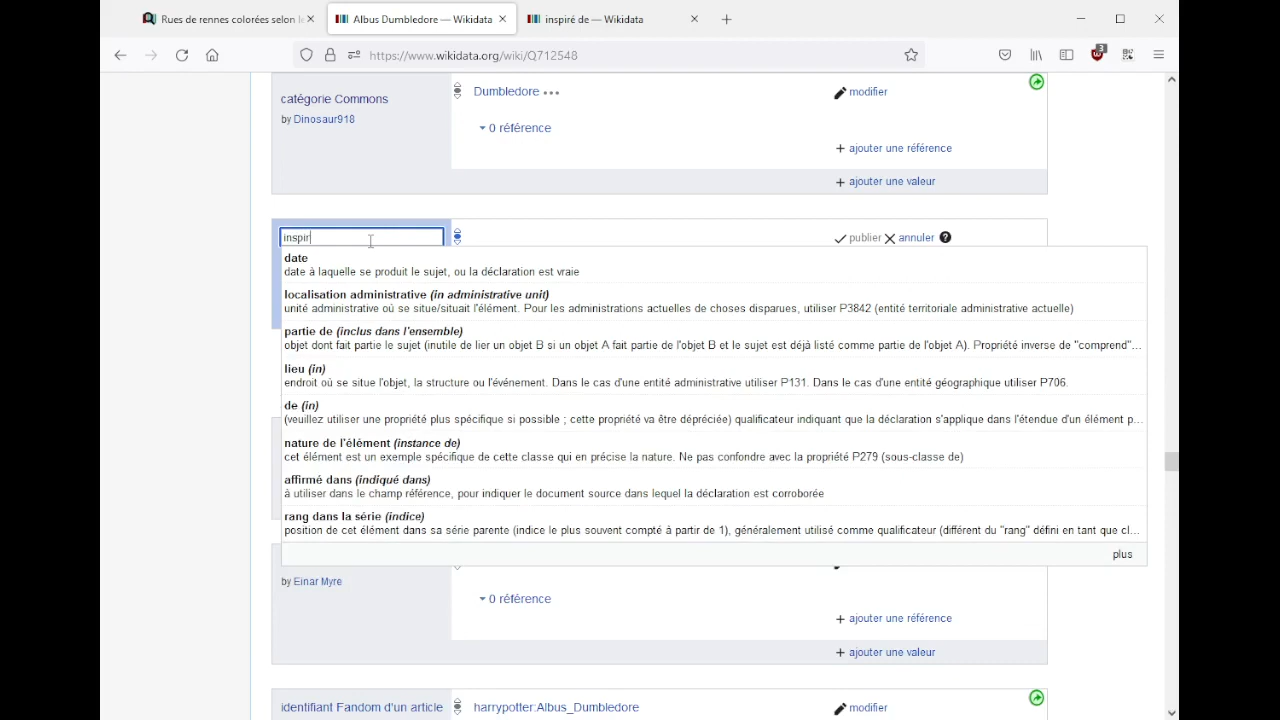 Rues de rennes colorées selon le
Albus Dumbledore — Wikidata
inspiré de — Wikidata
https://www.wikidata.org/wiki/Q712548
3
catégorie Commons
by Dinosaur918
Dumbledore
modifier
0 référence
ajouter une référence
ajouter une valeur
inspir
publier
annuler
date
date à laquelle se produit le sujet, ou la déclaration est vraie
localisation administrative (in administrative unit)
unité administrative où se situe/situait l'élément. Pour les administrations actuelles de choses disparues, utiliser P3842 (entité territoriale administrative actuelle)
partie de (inclus dans l'ensemble)
objet dont fait partie le sujet (inutile de lier un objet B si un objet A fait partie de l'objet B et le sujet est déjà listé comme partie de l'objet A). Propriété inverse de "comprend"...
lieu (in)
endroit où se situe l'objet, la structure ou l'événement. Dans le cas d'une entité administrative utiliser P131. Dans le cas d'une entité géographique utiliser P706.
de (in)
(veuillez utiliser une propriété plus spécifique si possible ; cette propriété va être dépréciée) qualificateur indiquant que la déclaration s'applique dans l'étendue d'un élément p...
nature de l'élément (instance de)
cet élément est un exemple spécifique de cette classe qui en précise la nature. Ne pas confondre avec la propriété P279 (sous-classe de)
affirmé dans (indiqué dans)
à utiliser dans le champ référence, pour indiquer le document source dans lequel la déclaration est corroborée
rang dans la série (indice)
position de cet élément dans sa série parente (indice le plus souvent compté à partir de 1), généralement utilisé comme qualificateur (différent du "rang" défini en tant que cl...
plus
by Einar Myre
0 référence
ajouter une référence
ajouter une valeur
identifiant Fandom d'un article
harrypotter:Albus_Dumbledore
modifier